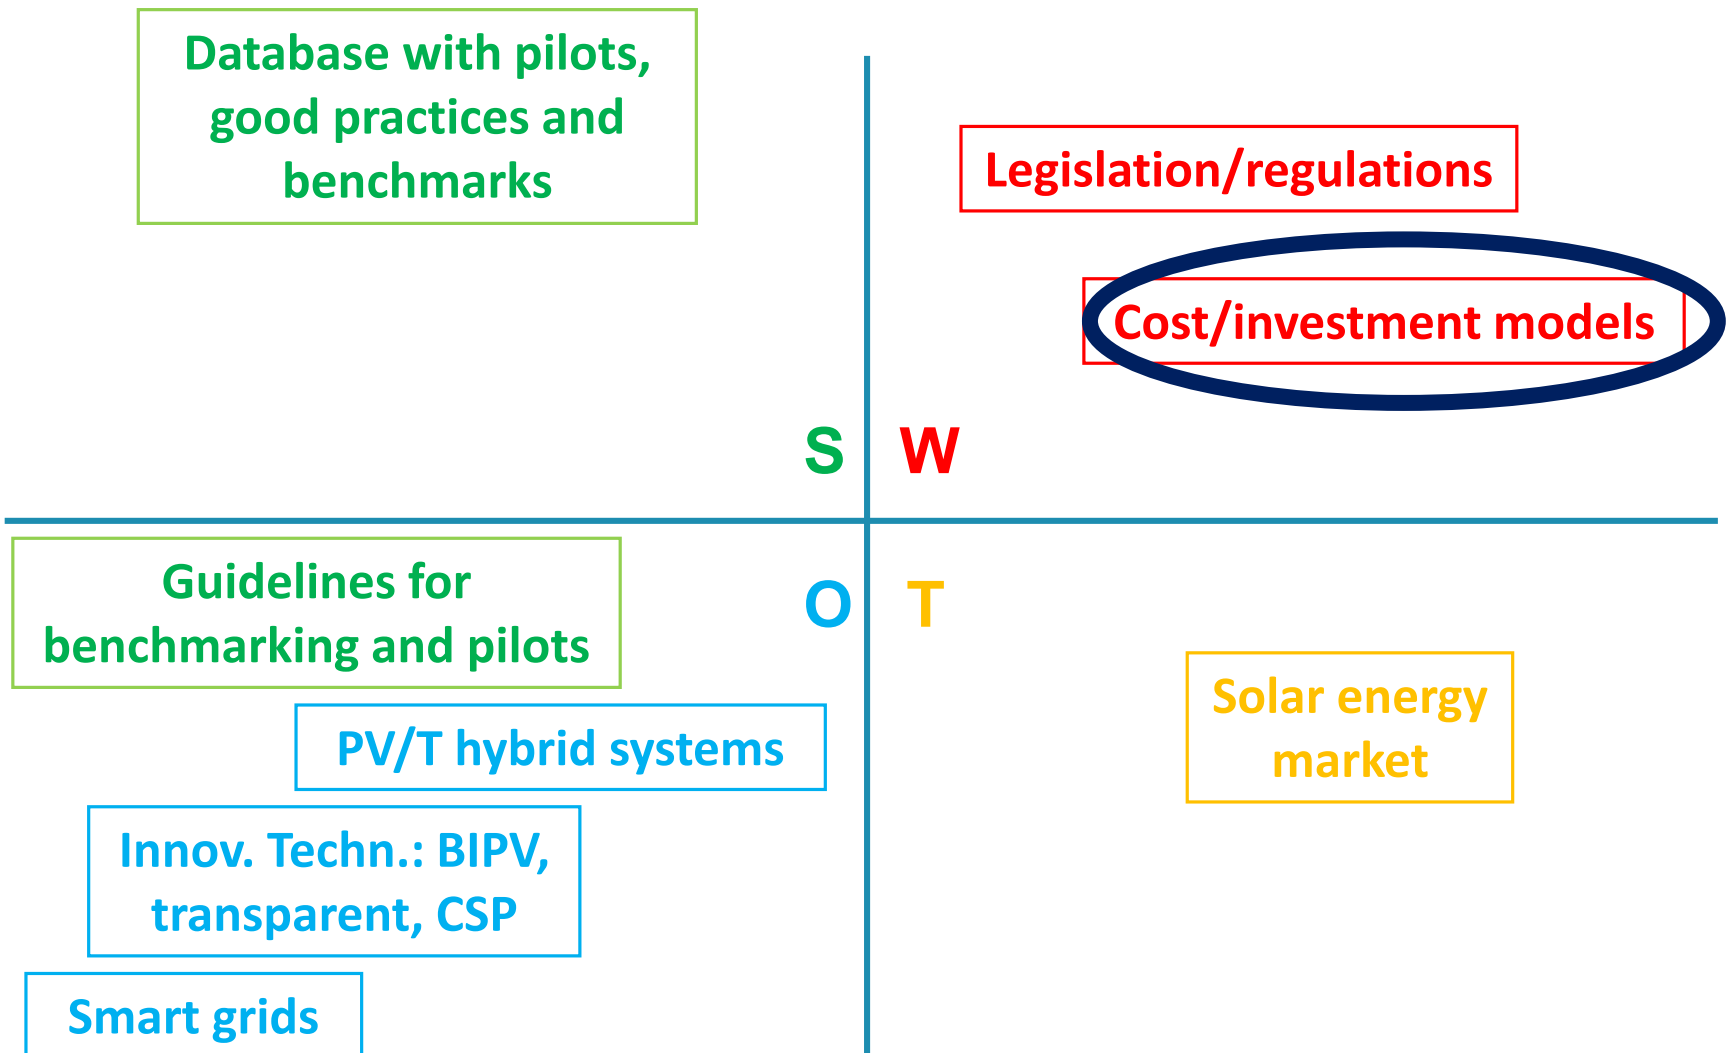 Database with pilots,
good practices and
benchmarks
Legislation/regulations
Cost/investment models
S
W
Guidelines for
benchmarking and pilots
O
T
PV/T hybrid systems
Solar energy
market
Innov. Techn.: BIPV,
transparent, CSP
Smart grids